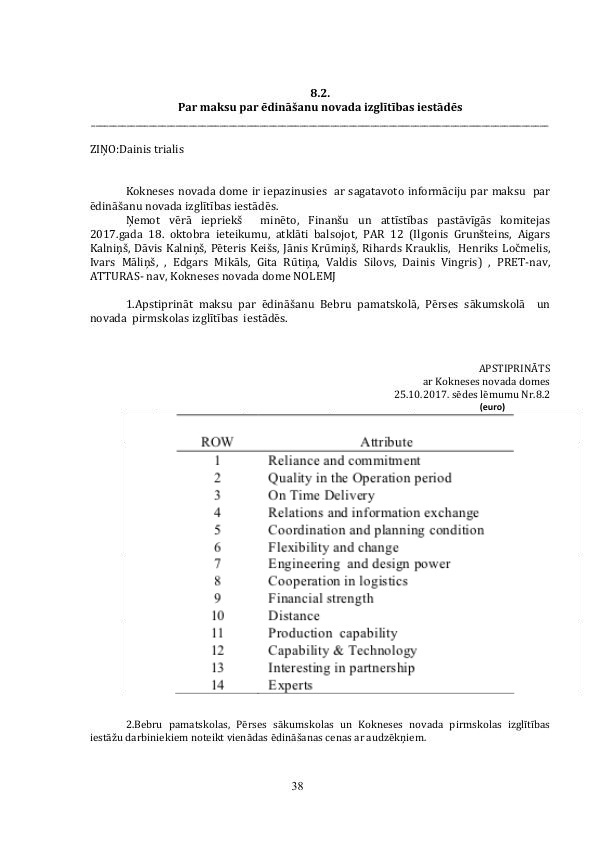 8.2.
Par maksu par ēdināšanu novada izglītības iestādēs
ZIŅO:Dainis trialis
Kokneses novada dome ir iepazinusies ar sagatavoto informāciju par maksu par
ēdināšanu novada izglītības iestādēs.
Ņemot vērā iepriekš minēto, Finanšu un attīstības pastāvīgās komitejas
2017.gada 18. oktobra ieteikumu, atklāti balsojot, PAR 12 (Ilgonis Grunšteins, Aigars
Kalniņš, Dāvis Kalniņš, Pēteris Keišs, Jānis Krūmiņš, Rihards Krauklis, Henriks Ločmelis,
Ivars Māliņš, , Edgars Mikāls, Gita Rūtiņa, Valdis Silovs, Dainis Vingris) , PRET-nav,
ATTURAS- nav, Kokneses novada dome NOLEMJ
1.Apstiprināt maksu par ēdināšanu Bebru pamatskolā, Pērses sākumskolā un
novada pirmskolas izglītības iestādēs.
APSTIPRINĀTS
ar Kokneses novada domes
25.10.2017. sēdes lēmumu Nr.8.2
(euro)
ROW Attribute
1 Reliance and commitment
2 Quality in the Operation period
3 On Time Delivery
4 Relations and information exchange
5 Coordination and planning condition
6 Flexibility and change
7 Engineering and design power
8 Cooperation in logistics
9 Financial strength
10 Distance
11 Production capability
12 Capability & Technology
13 Interesting in partnership
14 Experts
2.Bebru pamatskolas, Pērses sākumskolas un Kokneses novada pirmskolas izglītības
iestāžu darbiniekiem noteikt vienādas ēdināšanas cenas ar audzēkņiem.
38